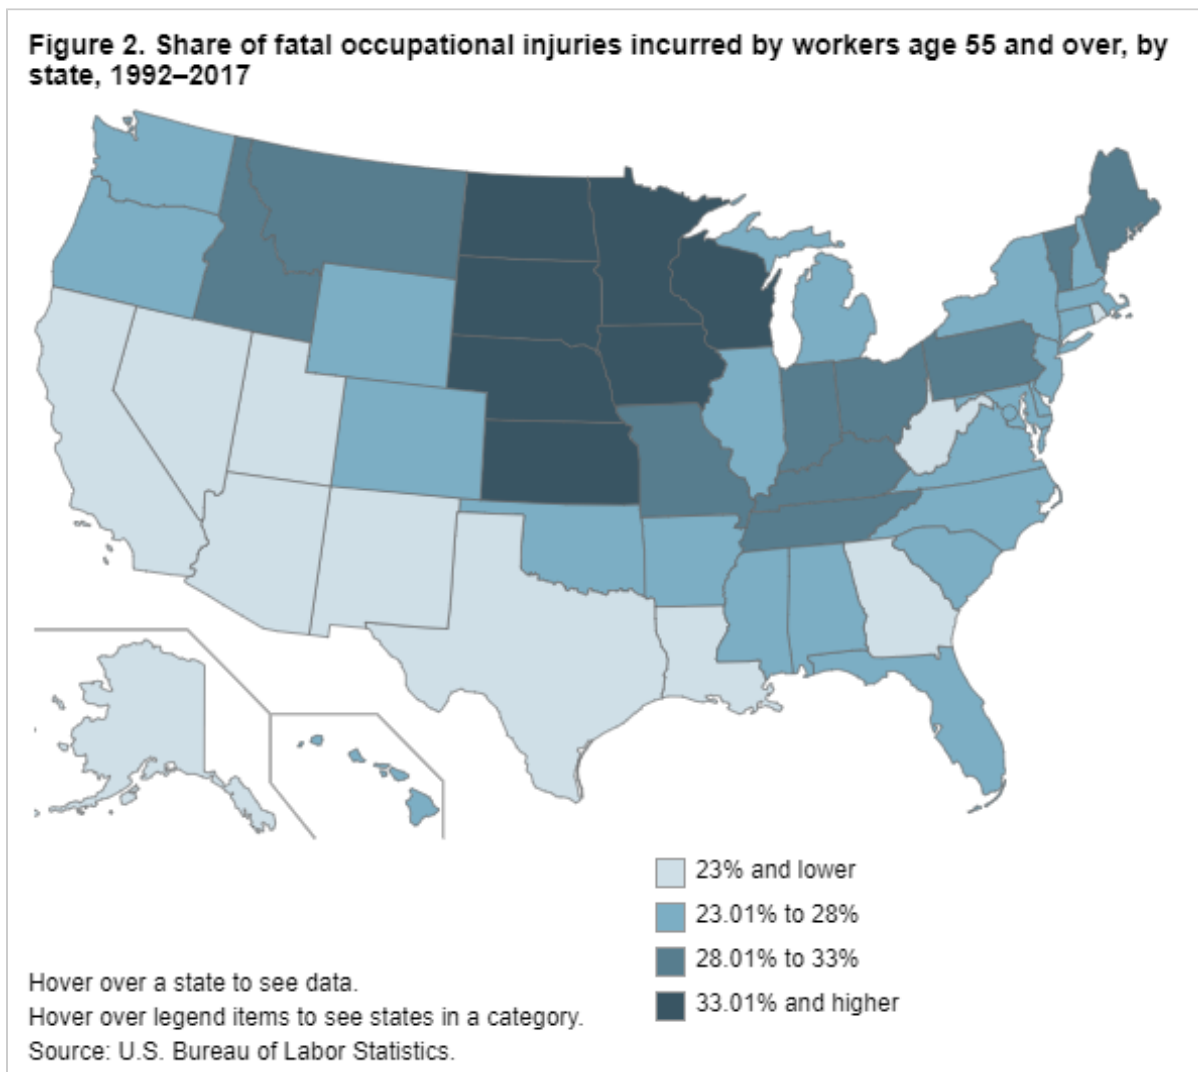 Figure 2. Share of fatal occupational injuries incurred by workers age 55 and over, by
state, 1992–2017
23% and lower
23.01% to 28%
28.01% to 33%
33.01% and higher
Hover over a state to see data.
Hover over legend items to see states in a category.
Source: U.S. Bureau of Labor Statistics.